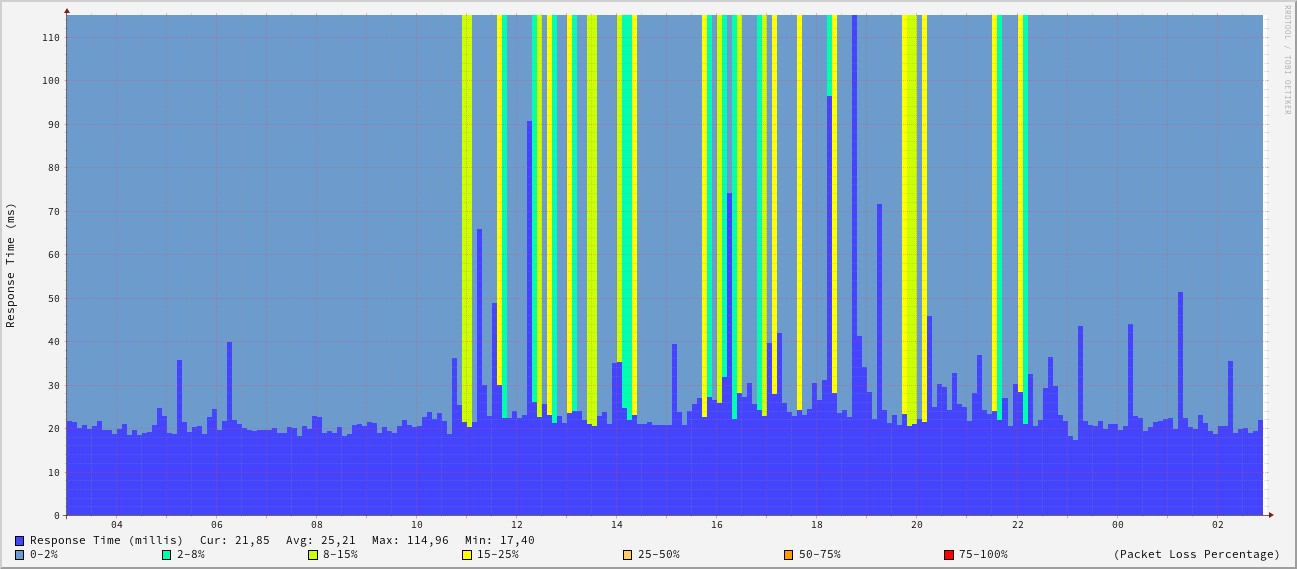 RRDTOOL / TOBI OETIKER
Response Time (ms)
110
100
90
80
70
60
50
40
30
20
10
0
04 06 08 10 12 14 16 18 20 22 00 02
Response Time (millis) Cur: 21,85 Avg: 25,21 Max: 114,96 Min: 17,40
0-2% 2-8% 8-15% 15-25% 25-50% 50-75% 75-100% (Packet Loss Percentage)